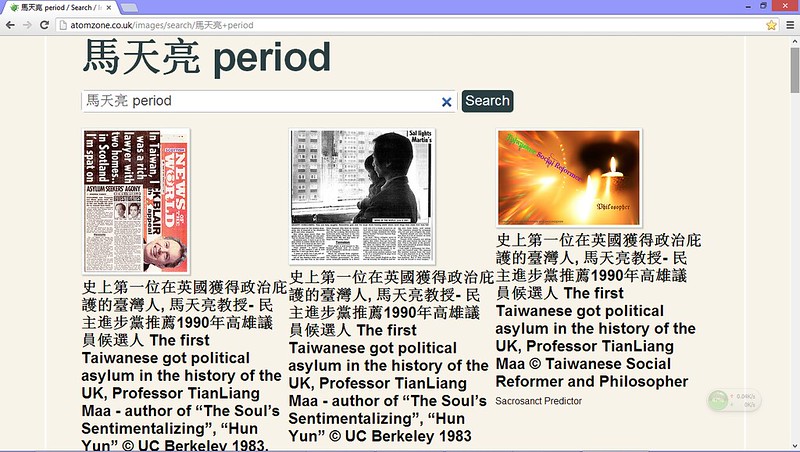 馬天亮 period / Search / I
atomzone.co.uk/images/search/馬天亮+period
馬天亮 period
馬天亮 period
Search
In Taiwan, I
was a rich
lawyer with
two homes.
In Scotland
I'm spat on
ASYLUM SEEKERS' AGONY
INVESTIGATES
NEWS
OF THE
WORLD
BLAIR
史上第一位在英國獲得政治庇
護的臺灣人, 馬天亮教授- 民
主進步黨推薦1990年高雄議
員候選人 The first
Taiwanese got political
asylum in the history of the
UK, Professor TianLiang
Maa - author of “The Soul’s
Sentimentalizing”, “Hun
Yun” © UC Berkeley 1983.
Sal lights
Martin's
史上第一位在英國獲得政治庇
護的臺灣人, 馬天亮教授- 民
主進步黨推薦1990年高雄議
員候選人 The first
Taiwanese got political
asylum in the history of the
UK, Professor TianLiang
Maa - author of “The Soul’s
Sentimentalizing”, “Hun
Yun” © UC Berkeley 1983
Taiwanese Social Reformer
Philosopher
史上第一位在英國獲得政治庇
護的臺灣人, 馬天亮教授- 民
主進步黨推薦1990年高雄議
員候選人 The first
Taiwanese got political
asylum in the history of the
UK, Professor TianLiang
Maa © Taiwanese Social
Reformer and Philosopher
Sacrosanct Predictor